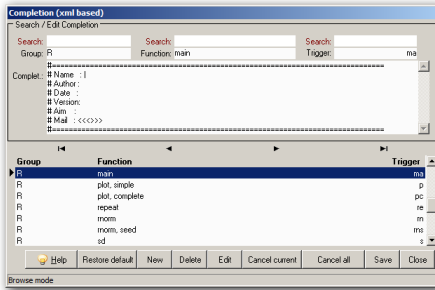 Completion (xml based)
Search / Edit Completion
Search: Search: Search:
Group: R Function: main Trigger: ma
Complet.: #===============================================================
# Name : |
# Author :
# Date :
# Version:
# Aim :
# Mail : <<<>>>
#===============================================================
Group Function Trigger
R main ma
R plot, simple p
R plot, complete pc
R repeat re
R rnorm rn
R rnorm, seed rns
R sd s
Help Restore default New Delete Edit Cancel current Cancel all Save Close
Browse mode